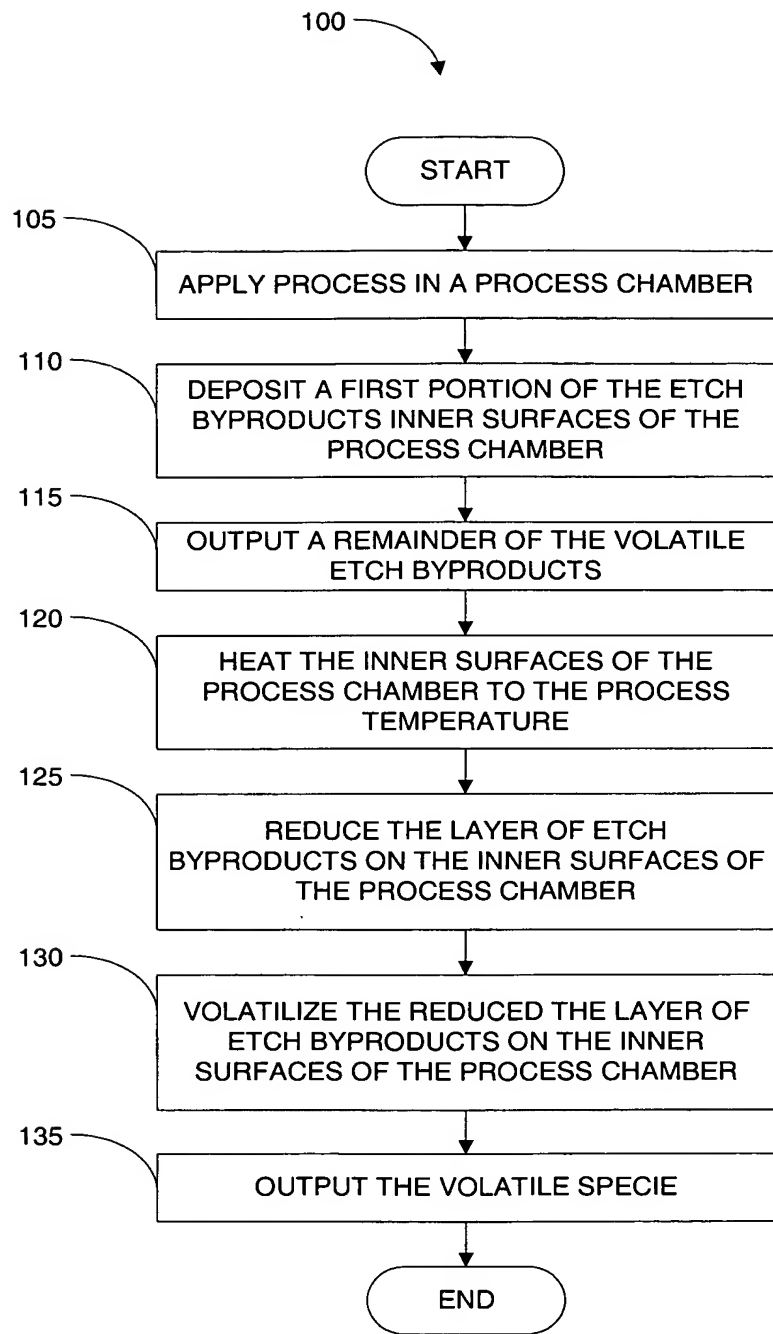 100
START
105
APPLY PROCESS IN A PROCESS CHAMBER
110
DEPOSIT A FIRST PORTION OF THE ETCH
BYPRODUCTS INNER SURFACES OF THE
PROCESS CHAMBER
115
OUTPUT A REMAINDER OF THE VOLATILE
ETCH BYPRODUCTS
120
HEAT THE INNER SURFACES OF THE
PROCESS CHAMBER TO THE PROCESS
TEMPERATURE
125
REDUCE THE LAYER OF ETCH
BYPRODUCTS ON THE INNER SURFACES OF
THE PROCESS CHAMBER
130
VOLATILIZE THE REDUCED THE LAYER OF
ETCH BYPRODUCTS ON THE INNER
SURFACES OF THE PROCESS CHAMBER
135
OUTPUT THE VOLATILE SPECIE
END